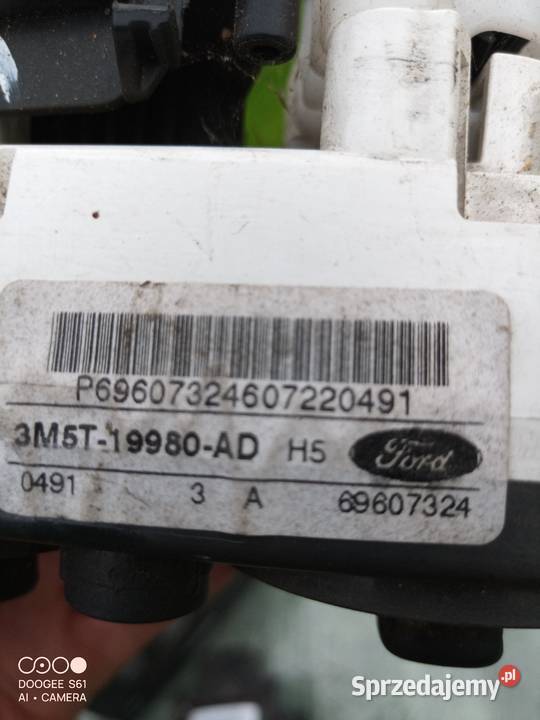 P69607324607220491
3M5T-19980-AD H5 Ford
0491 3 A 69607324
DOOGEE S61
AI • CAMERA
Sprzedajemy.pl